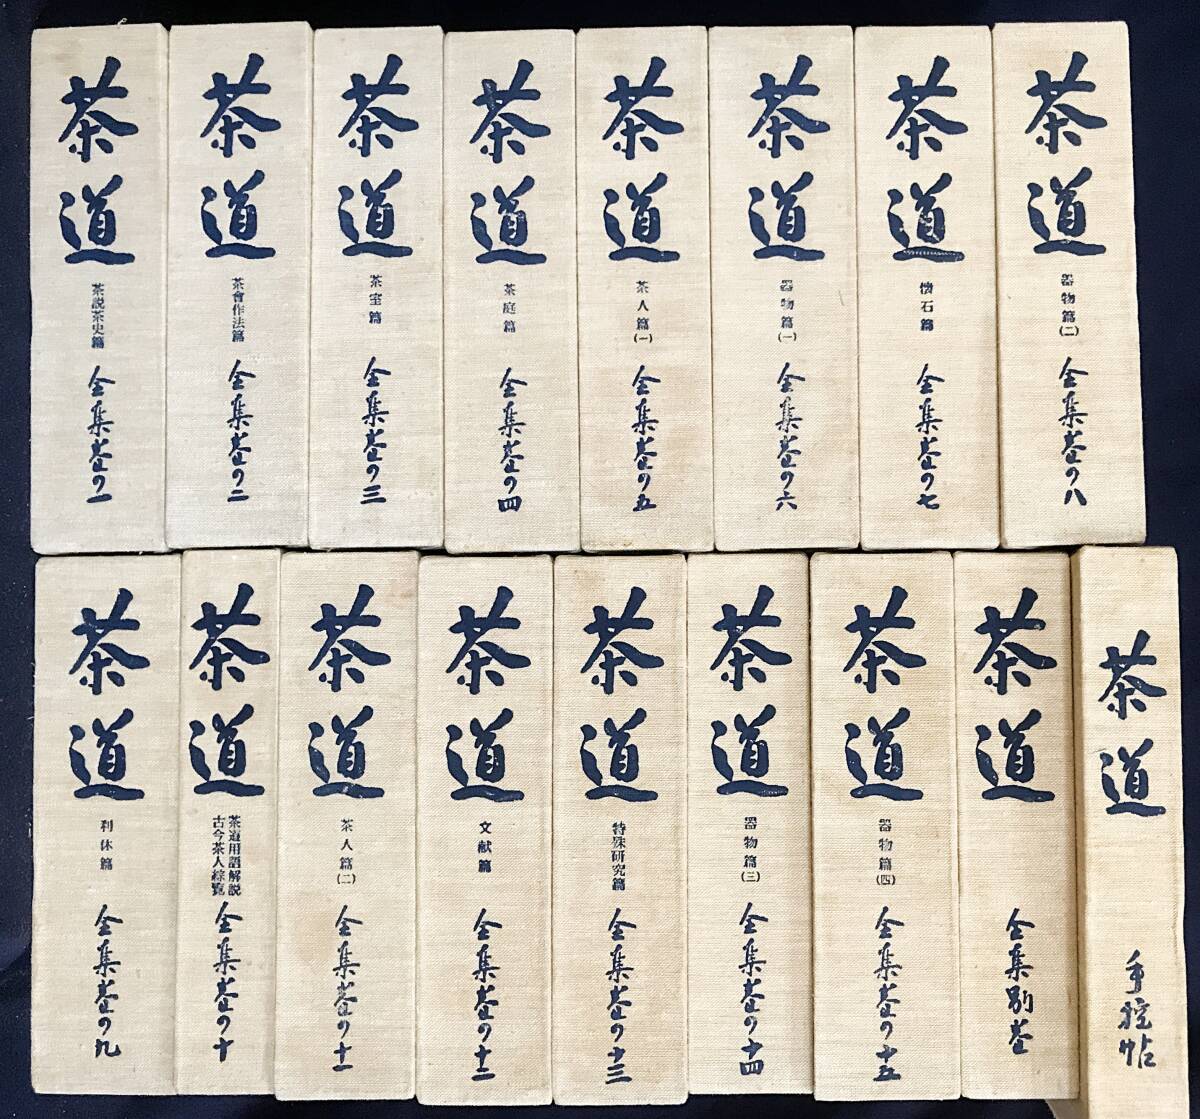 茶道
茶説茶史篇
全集巻の一
茶道
茶會作法篇
全集巻の二
茶道
茶室篇
全集巻の三
茶道
茶庭篇
全集巻の四
茶道
茶人篇(一)
全集巻の五
茶道
器物篇(一)
全集巻の六
茶道
懐石篇
全集巻の七
茶道
器物篇(二)
全集巻の八
茶道
利休篇
全集巻の九
茶道
茶道用語解説
古今茶人綜覧
全集巻の十
茶道
茶人篇(二)
全集巻の十一
茶道
文献篇
全集巻の十二
茶道
特殊研究篇
全集巻の十三
茶道
器物篇(三)
全集巻の十四
茶道
器物篇(四)
全集巻の十五
茶道
全集別巻
茶道
手控帖